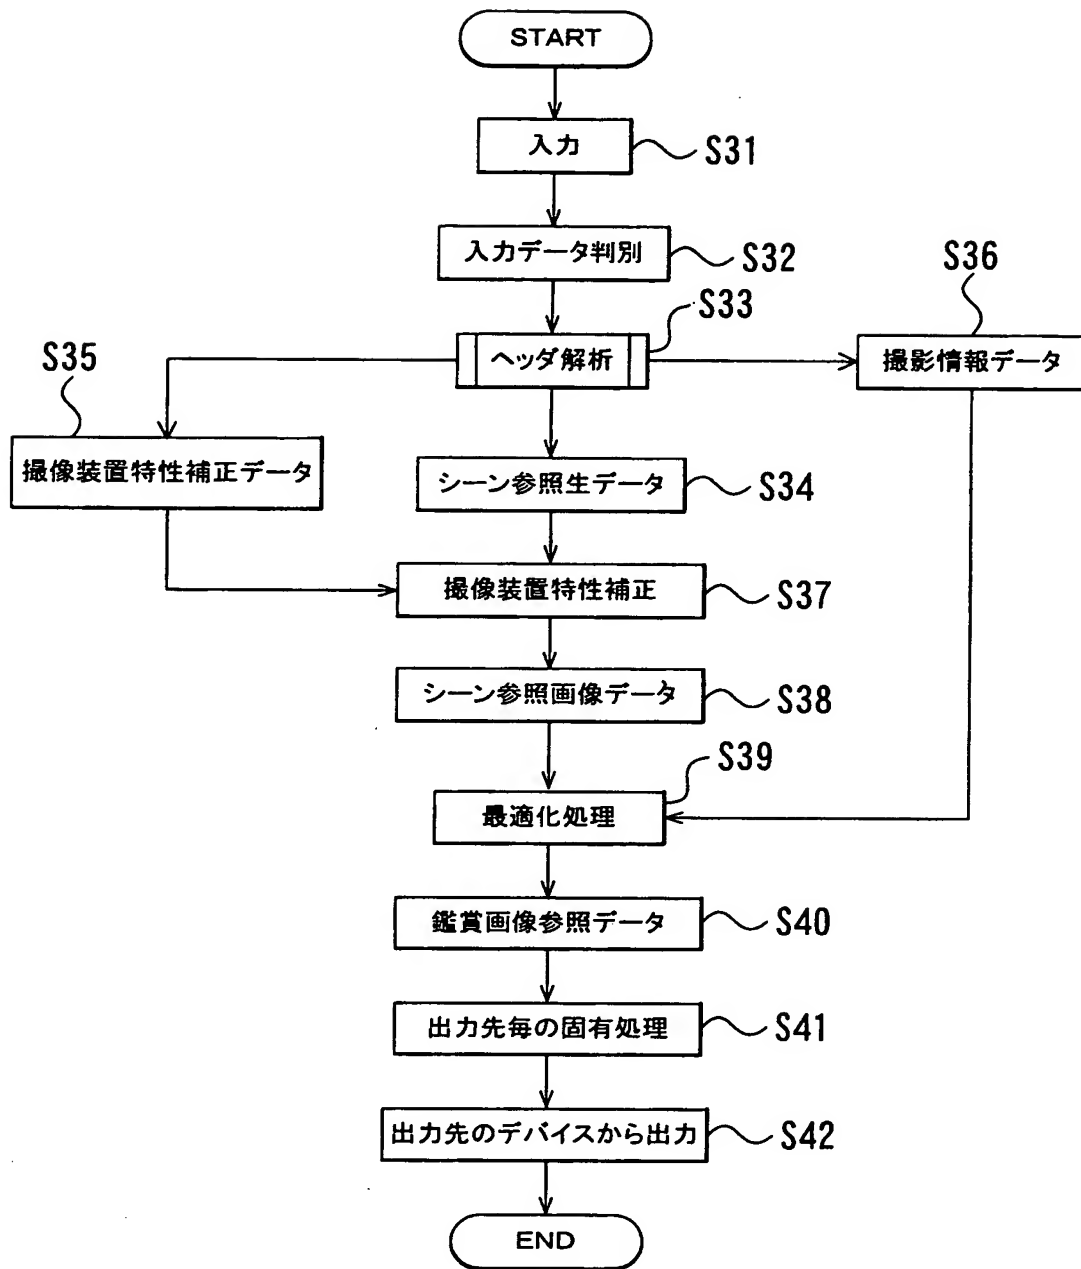 START
入力
S31
入力データ判別
S32
S36
S33
ヘッダ解析
撮影情報データ
S35
撮像装置特性補正データ
シーン参照生データ
S34
撮像装置特性補正
S37
シーン参照画像データ
S38
S39
最適化処理
鑑賞画像参照データ
S40
出力先毎の固有処理
S41
出力先のデバイスから出力
S42
END